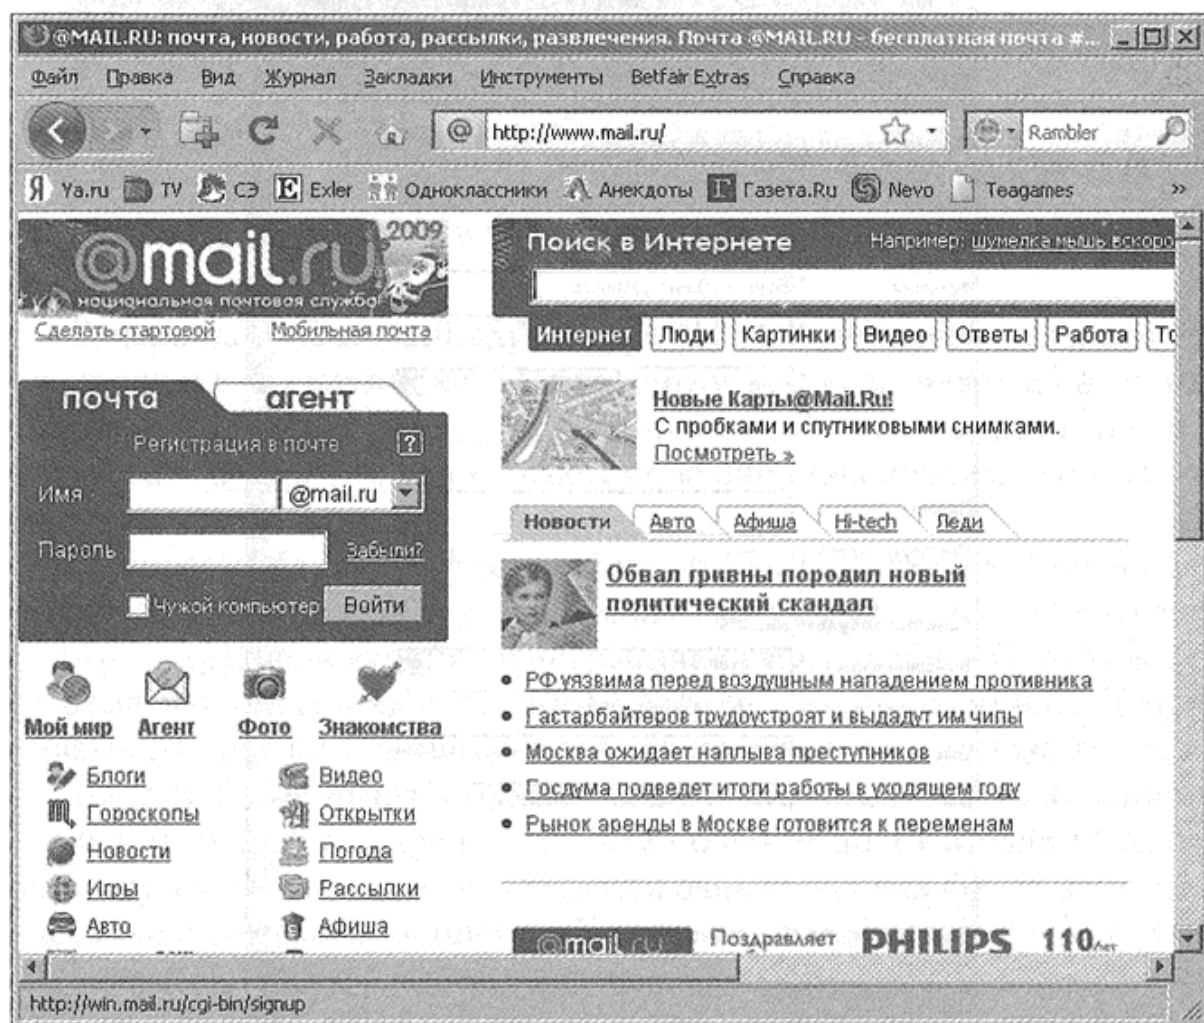 @MAIL.RU: почта, новости, работа, рассылки, развлечения. Почта @MAIL.RU - бесплатная почта #...
Файл Правка Вид Журнал Закладки Инструменты Betfair Extras Справка
@ http://www.mail.ru/ Rambler
Я Ya.ru TV СЭ E Exler Одноклассники Анекдоты Г Газета.Ru Nevo Teagames »
@mail.ru 2009
национальная почтовая служба
Сделать стартовой Мобильная почта
Поиск в Интернете Например: шумелка мышь вскоро
Интернет Люди Картинки Видео Ответы Работа То
почта агент
Регистрация в почте ?
Имя @mail.ru
Пароль Забыли?
Чужой компьютер Войти
Новые Карты@Mail.Ru!
С пробками и спутниковыми снимками.
Посмотреть »
Новости Авто Афиша Hi-tech Леди
Обвал гривны породил новый
политический скандал
РФ уязвима перед воздушным нападением противника
Гастарбайтеров трудоустроят и выдадут им чипы
Москва ожидает наплыва преступников
Госдума подведет итоги работы в уходящем году
Рынок аренды в Москве готовится к переменам
Мой мир Агент Фото Знакомства
Блоги Видео
Гороскопы Открытки
Новости Погода
Игры Рассылки
Авто Афиша
@mail.ru Поздравляет PHILIPS 110 лет
http://win.mail.ru/cgi-bin/signup